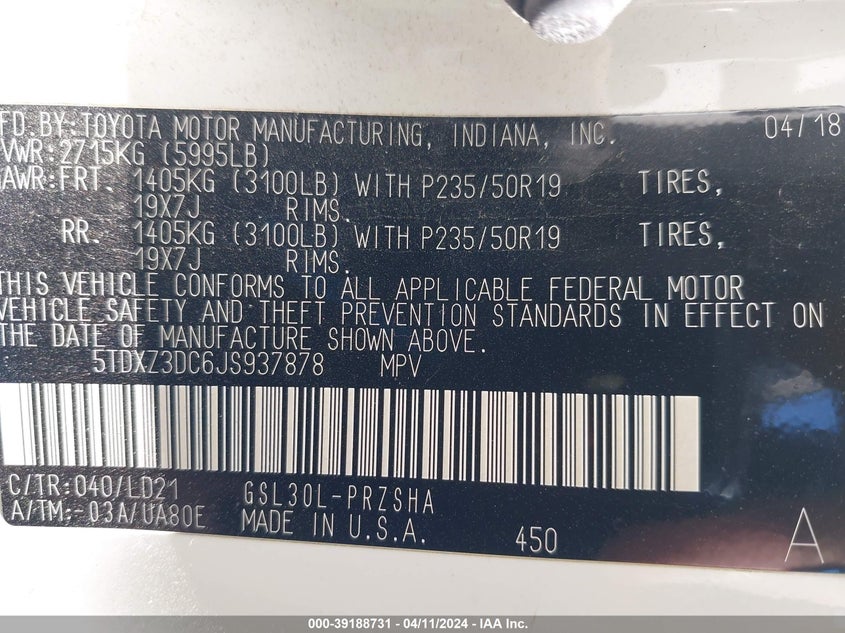 FD. BY: TOYOTA MOTOR MANUFACTURING, INDIANA, INC. 04/18
VWR: 2715KG (5995LB)
AWR: FRT. 1405KG (3100LB) WITH P235/50R19 TIRES,
19X7J RIMS.
RR. 1405KG (3100LB) WITH P235/50R19 TIRES,
19X7J RIMS.
THIS VEHICLE CONFORMS TO ALL APPLICABLE FEDERAL MOTOR
VEHICLE SAFETY AND THEFT PREVENTION STANDARDS IN EFFECT ON
THE DATE OF MANUFACTURE SHOWN ABOVE.
5TDXZ3DC6JS937878 MPV
C/TR: 040/LD21 GSL30L-PRZSHA
A/TM: -03A/UA80E MADE IN U.S.A. 450 A
000-39188731 - 04/11/2024 - IAA Inc.